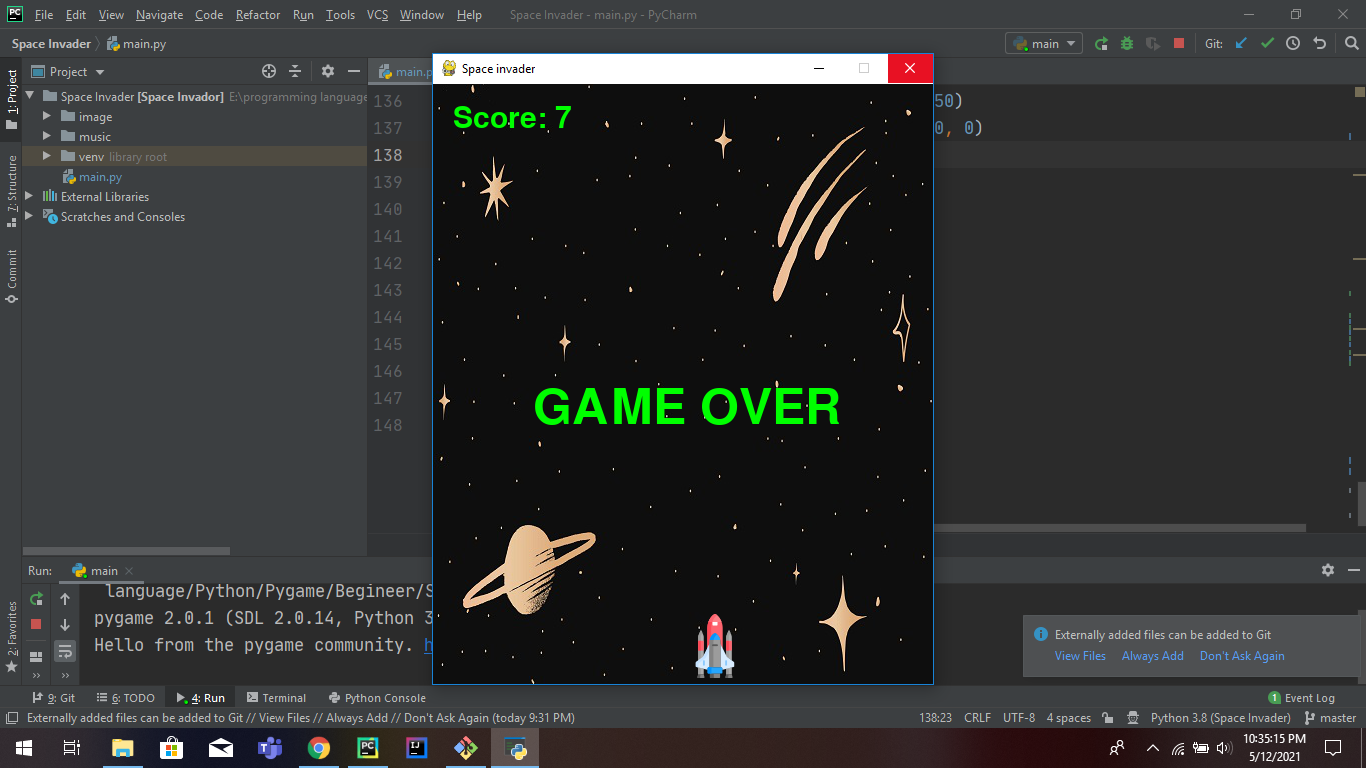 File Edit View Navigate Code Refactor Run Tools VCS Window Help Space Invader - main.py - PyCharm
Space Invader main.py main Git:
Project main.p
Space Invader [Space Invador] E:\programming language
image
music
venv library root
main.py
External Libraries
Scratches and Consoles
1: Project
7: Structure
Commit
2: Favorites
136 50)
137 0, 0)
138
139
140
141
142
143
144
145
146
147
148
Space invader
Score: 7
GAME OVER
Run: main
language/Python/Pygame/Begineer/S
pygame 2.0.1 (SDL 2.0.14, Python 3
Hello from the pygame community. h
Externally added files can be added to Git
View Files Always Add Don't Ask Again
9: Git 6: TODO 4: Run Terminal Python Console 1 Event Log
Externally added files can be added to Git // View Files // Always Add // Don't Ask Again (today 9:31 PM) 138:23 CRLF UTF-8 4 spaces Python 3.8 (Space Invader) master
10:35:15 PM
5/12/2021